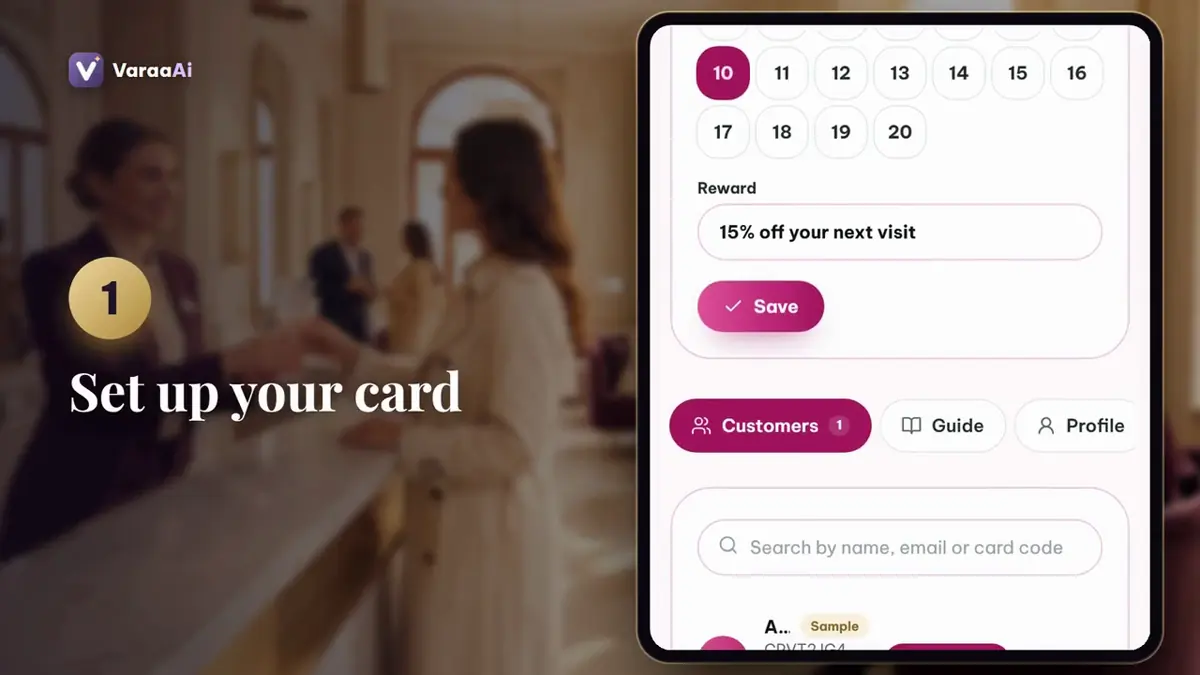 VaraaAi
1
Set up your card
10 11 12 13 14 15 16
17 18 19 20
Reward
15% off your next visit
Save
Customers 1
Guide
Profile
Search by name, email or card code
A... Sample